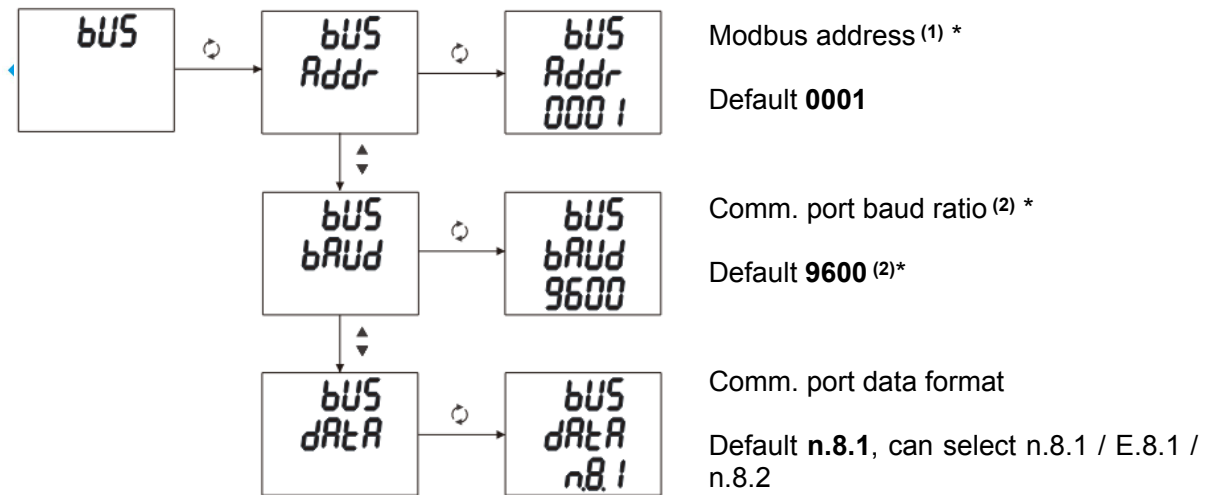 bUS
bUS
Addr
bUS
Addr
0001
Modbus address (1) *
Default 0001
bUS
bAUd
bUS
bAUd
9600
Comm. port baud ratio (2) *
Default 9600 (2)*
bUS
dAtA
bUS
dAtA
n.8.1
Comm. port data format
Default n.8.1, can select n.8.1 / E.8.1 /
n.8.2